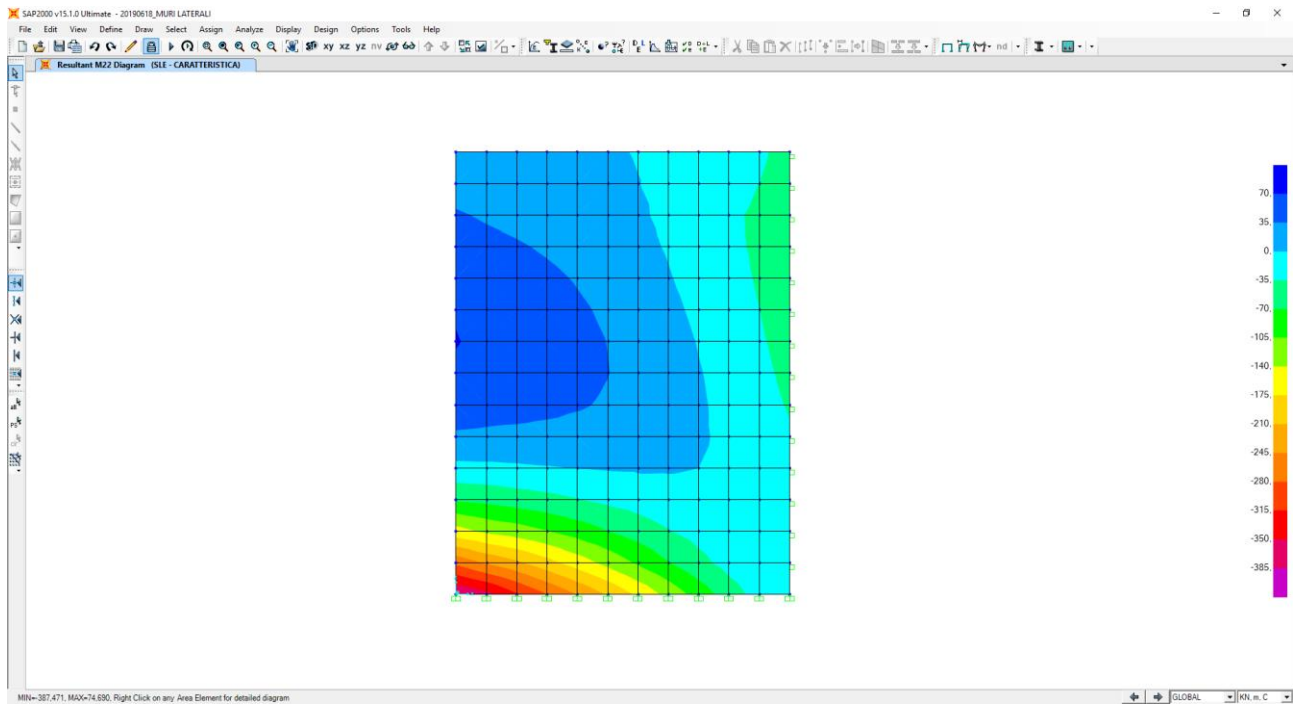 SAP2000 v15.1.0 Ultimate - 20190618_MURI LATERALI
File Edit View Define Draw Select Assign Analyze Display Design Options Tools Help
xy xz yz nv nd
Resultant M22 Diagram (SLE - CARATTERISTICA)
70,
35,
0,
-35,
-70,
-105,
-140,
-175,
-210,
-245,
-280,
-315,
-350,
-385,
MIN=-387.471, MAX=74.690, Right Click on any Area Element for detailed diagram
GLOBAL KN, m, C